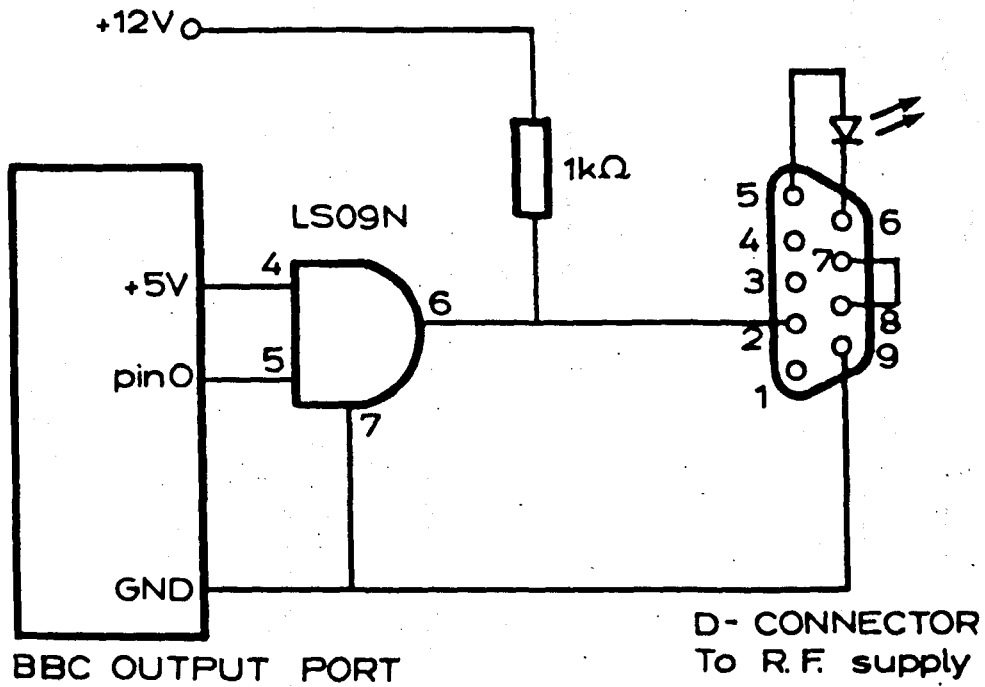 +12V
1kΩ
LS09N
+5V
4
6
pin0
5
7
GND
5
4
3
2
1
6
7
8
9
BBC OUTPUT PORT
D- CONNECTOR
To R.F. supply